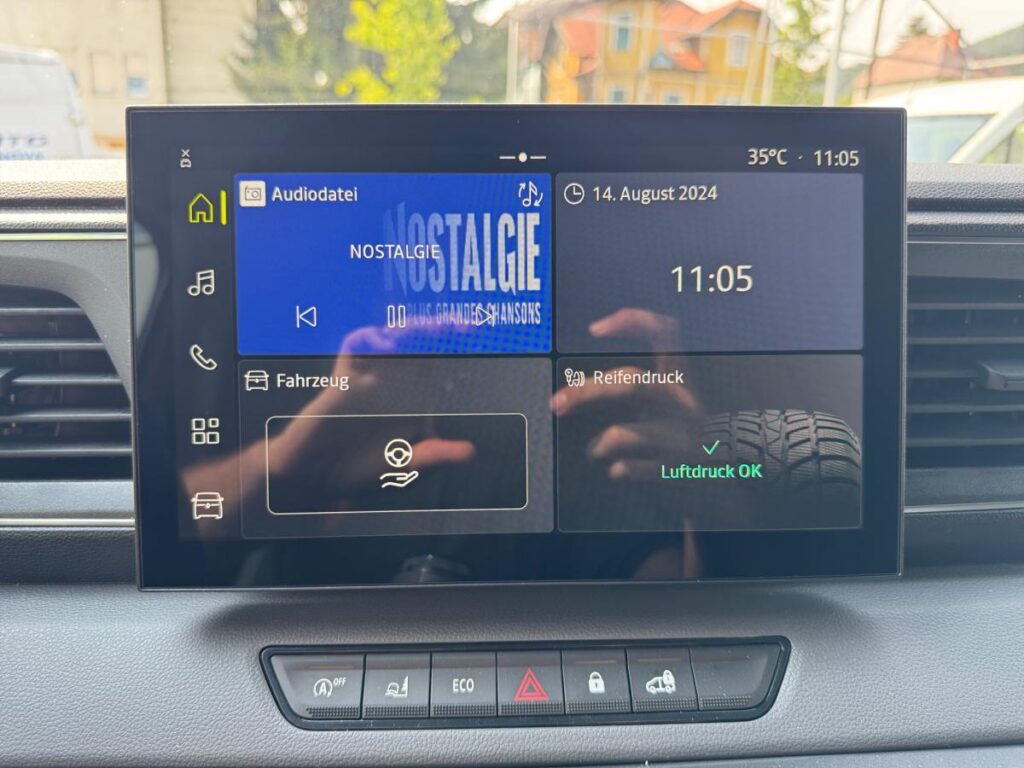 35°C · 11:05
Audiodatei
14. August 2024
NOSTALGIE
NOSTALGIE
PLUS GRANDES CHANSONS
11:05
Fahrzeug
Reifendruck
Luftdruck OK
A OFF
ECO